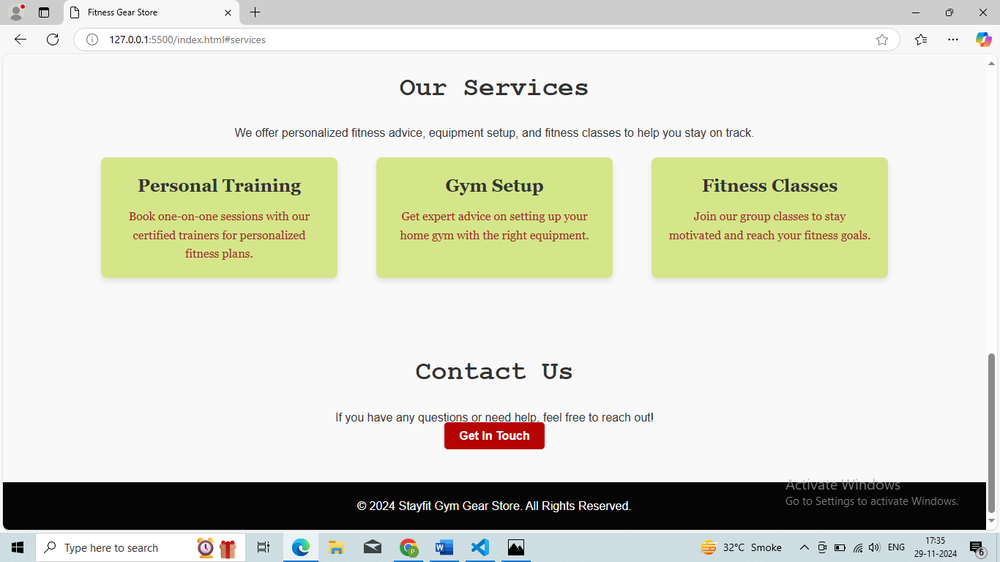 Fitness Gear Store
127.0.0.1:5500/index.html#services
Our Services
We offer personalized fitness advice, equipment setup, and fitness classes to help you stay on track.
Personal Training
Book one-on-one sessions with our
certified trainers for personalized
fitness plans.
Gym Setup
Get expert advice on setting up your
home gym with the right equipment.
Fitness Classes
Join our group classes to stay
motivated and reach your fitness goals.
Contact Us
If you have any questions or need help, feel free to reach out!
Get In Touch
© 2024 Stayfit Gym Gear Store. All Rights Reserved.
Activate Windows
Go to Settings to activate Windows.
Type here to search
P
W
32°C Smoke
ENG
17:35
29-11-2024
6